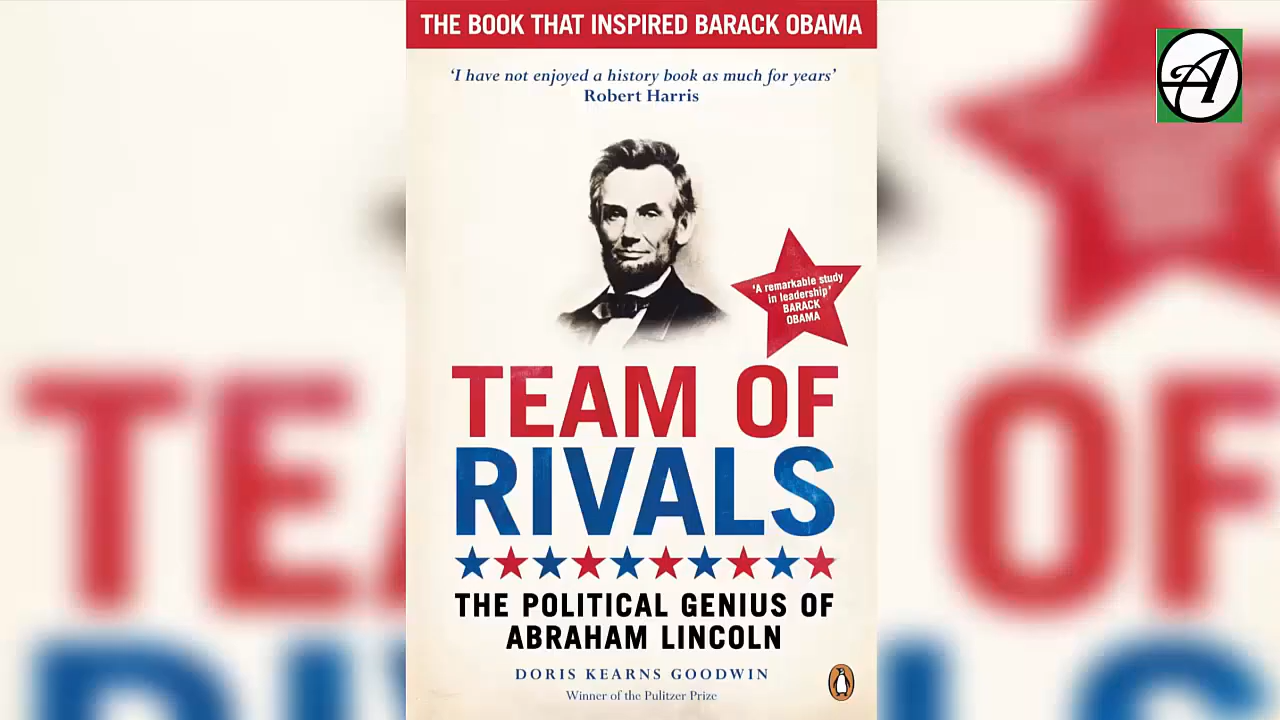 THE BOOK THAT INSPIRED BARACK OBAMA
‘I have not enjoyed a history book as much for years’
Robert Harris
A
‘A remarkable study
in leadership’
BARACK
OBAMA
TEAM OF
RIVALS
THE POLITICAL GENIUS OF
ABRAHAM LINCOLN
DORIS KEARNS GOODWIN
Winner of the Pulitzer Prize